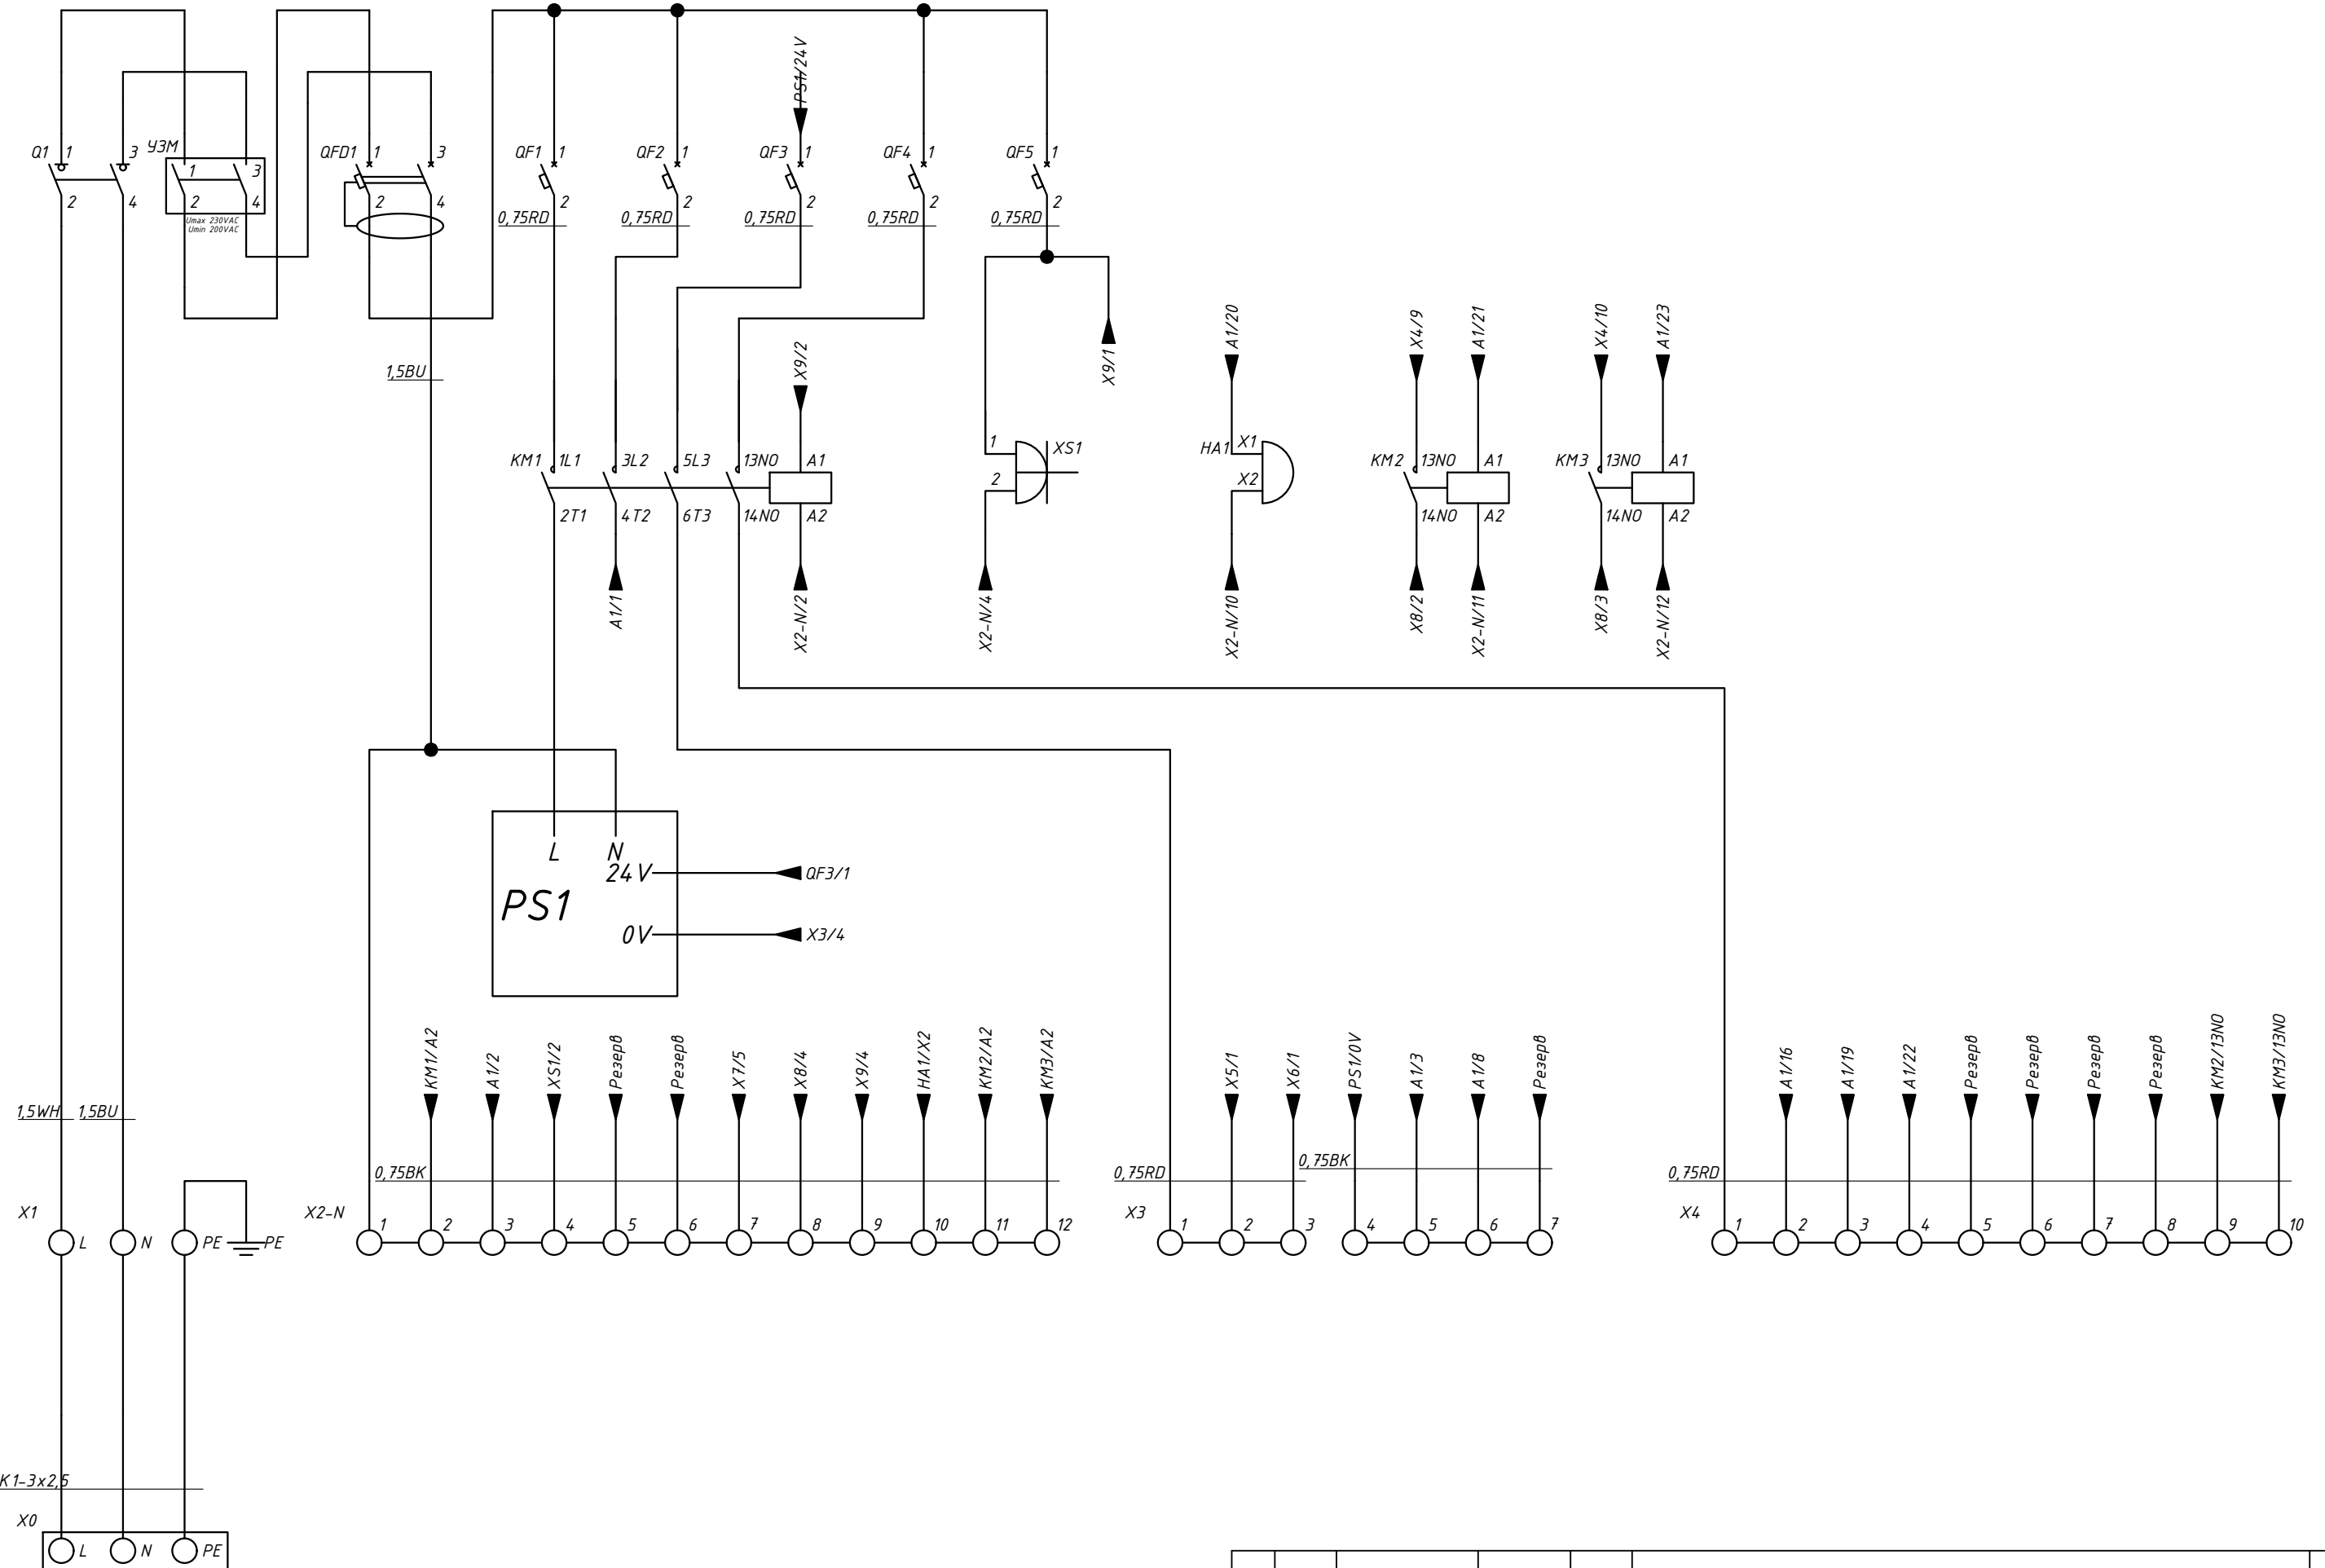 PS1/24V
Q1 1 3 УЗМ 1 3 QFD1 1 3 QF1 1 QF2 1 QF3 1 QF4 1 QF5 1
2 4 2 4 2 4 2 2 2 2 2
Umax 230VAC
Umin 200VAC
0,75RD 0,75RD 0,75RD 0,75RD 0,75RD
1,5BU
X9/2 X9/1 A1/20 X4/9 A1/21 X4/10 A1/23
KM1 1L1 3L2 5L3 13NO A1 1 XS1 HA1 X1 KM2 13NO A1 KM3 13NO A1
2 X2
2T1 4T2 6T3 14NO A2 14NO A2 14NO A2
A1/1 X2-N/2 X2-N/4 X2-N/10 X8/2 X2-N/11 X8/3 X2-N/12
L N
24V QF3/1
PS1
0V X3/4
KM1/A2 A1/2 XS1/2 Резерв Резерв X7/5 X8/4 X9/4 HA1/X2 KM2/A2 KM3/A2 X5/1 X6/1 PS1/0V A1/3 A1/8 Резерв A1/16 A1/19 A1/22 Резерв Резерв Резерв Резерв KM2/13NO KM3/13NO
1,5WH 1,5BU
0,75BK 0,75RD 0,75BK 0,75RD
X1 X2-N X3 X4
1 2 3 4 5 6 7 8 9 10 11 12 1 2 3 4 5 6 7 1 2 3 4 5 6 7 8 9 10
L N PE PE
K1-3x2,5
X0
L N PE